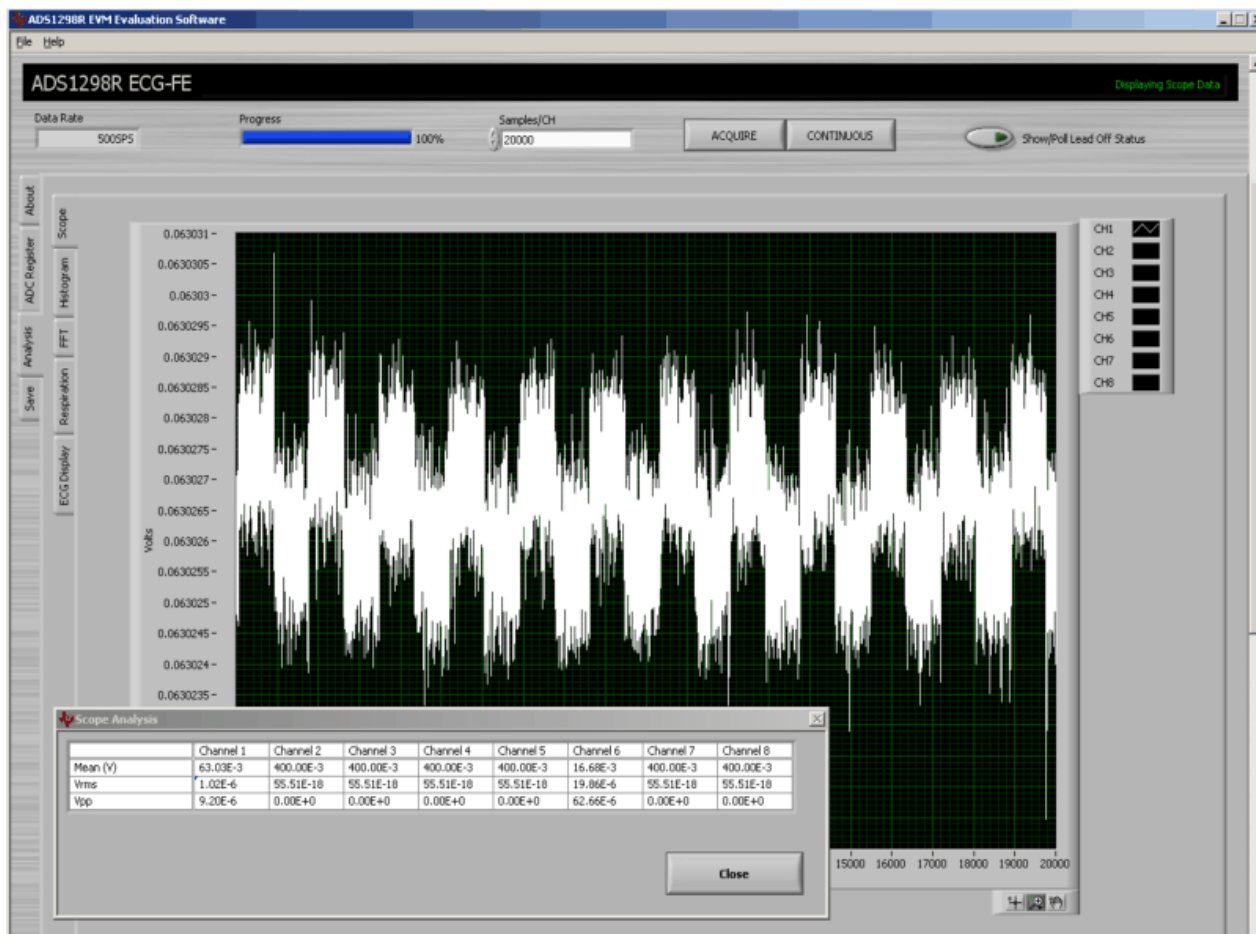 ADS1298R EVM Evaluation Software
File Help
ADS1298R ECG-FE
Displaying Scope Data
Data Rate
500SPS
Progress
100%
Samples/CH
20000
ACQUIRE
CONTINUOUS
Show/Poll Lead Off Status
About
ADC Register
Analysis
Save
Scope
Histogram
FFT
Respiration
ECG Display
Volts
0.063031
0.0630305
0.06303
0.0630295
0.063029
0.0630285
0.063028
0.0630275
0.063027
0.0630265
0.063026
0.0630255
0.063025
0.0630245
0.063024
0.0630235
CH1
CH2
CH3
CH4
CH5
CH6
CH7
CH8
Scope Analysis
Channel 1 Channel 2 Channel 3 Channel 4 Channel 5 Channel 6 Channel 7 Channel 8
Mean (V) 63.03E-3 400.00E-3 400.00E-3 400.00E-3 400.00E-3 16.68E-3 400.00E-3 400.00E-3
Vrms 1.02E-6 55.51E-18 55.51E-18 55.51E-18 55.51E-18 19.86E-6 55.51E-18 55.51E-18
Vpp 9.20E-6 0.00E+0 0.00E+0 0.00E+0 0.00E+0 62.66E-6 0.00E+0 0.00E+0
Close
15000 16000 17000 18000 19000 20000